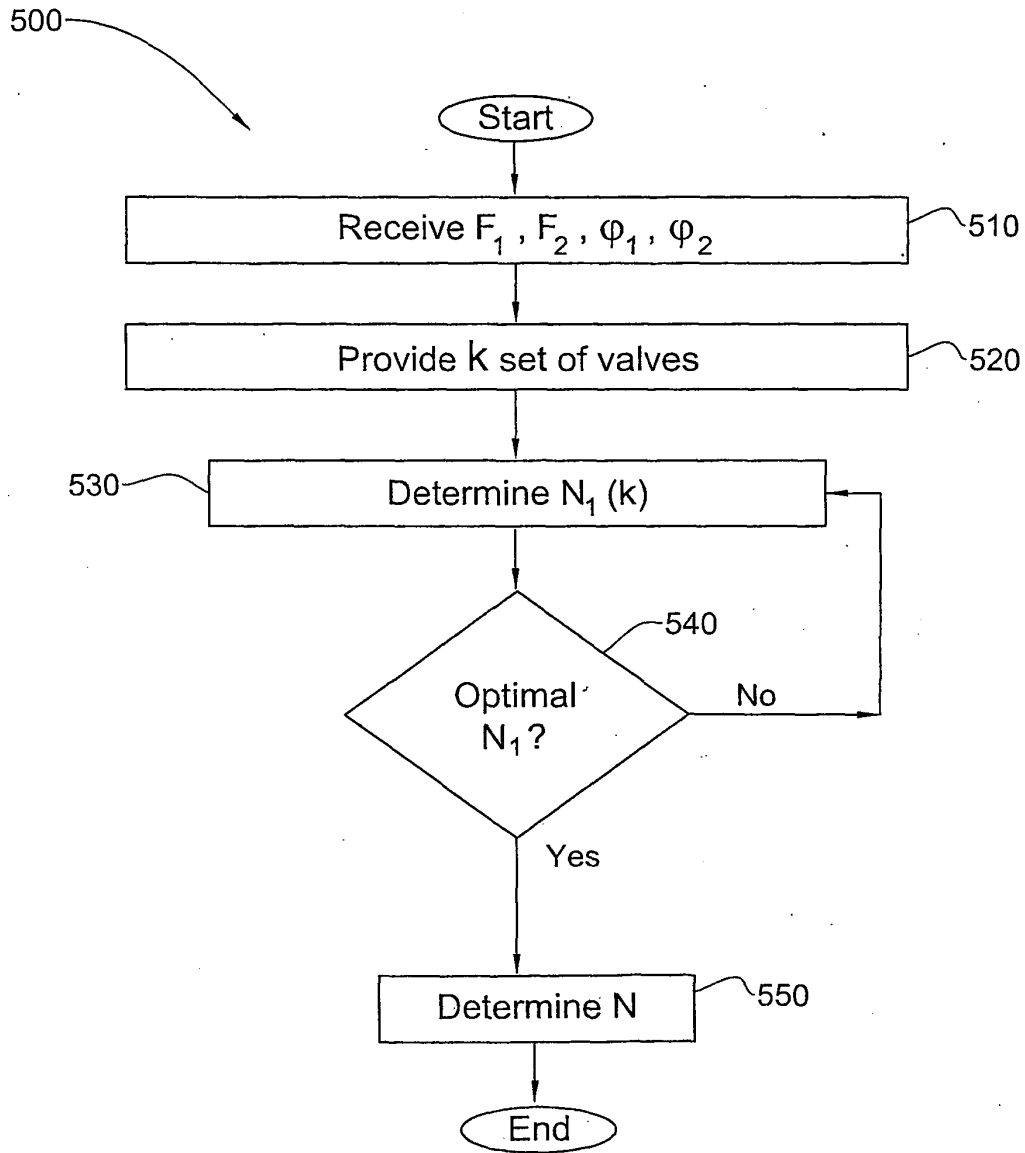 500
Start
Receive F₁ , F₂ , φ₁ , φ₂
510
Provide k set of valves
520
530
Determine N₁ (k)
540
Optimal
N₁ ?
No
Yes
Determine N
550
End